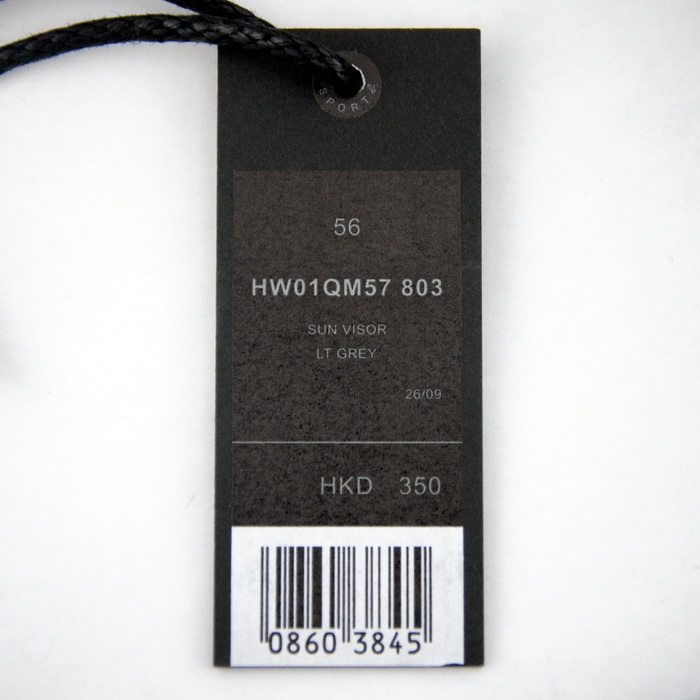 SPORT b.
56
HW01QM57 803
SUN VISOR
LT GREY
26/09
HKD 350
0860 3845